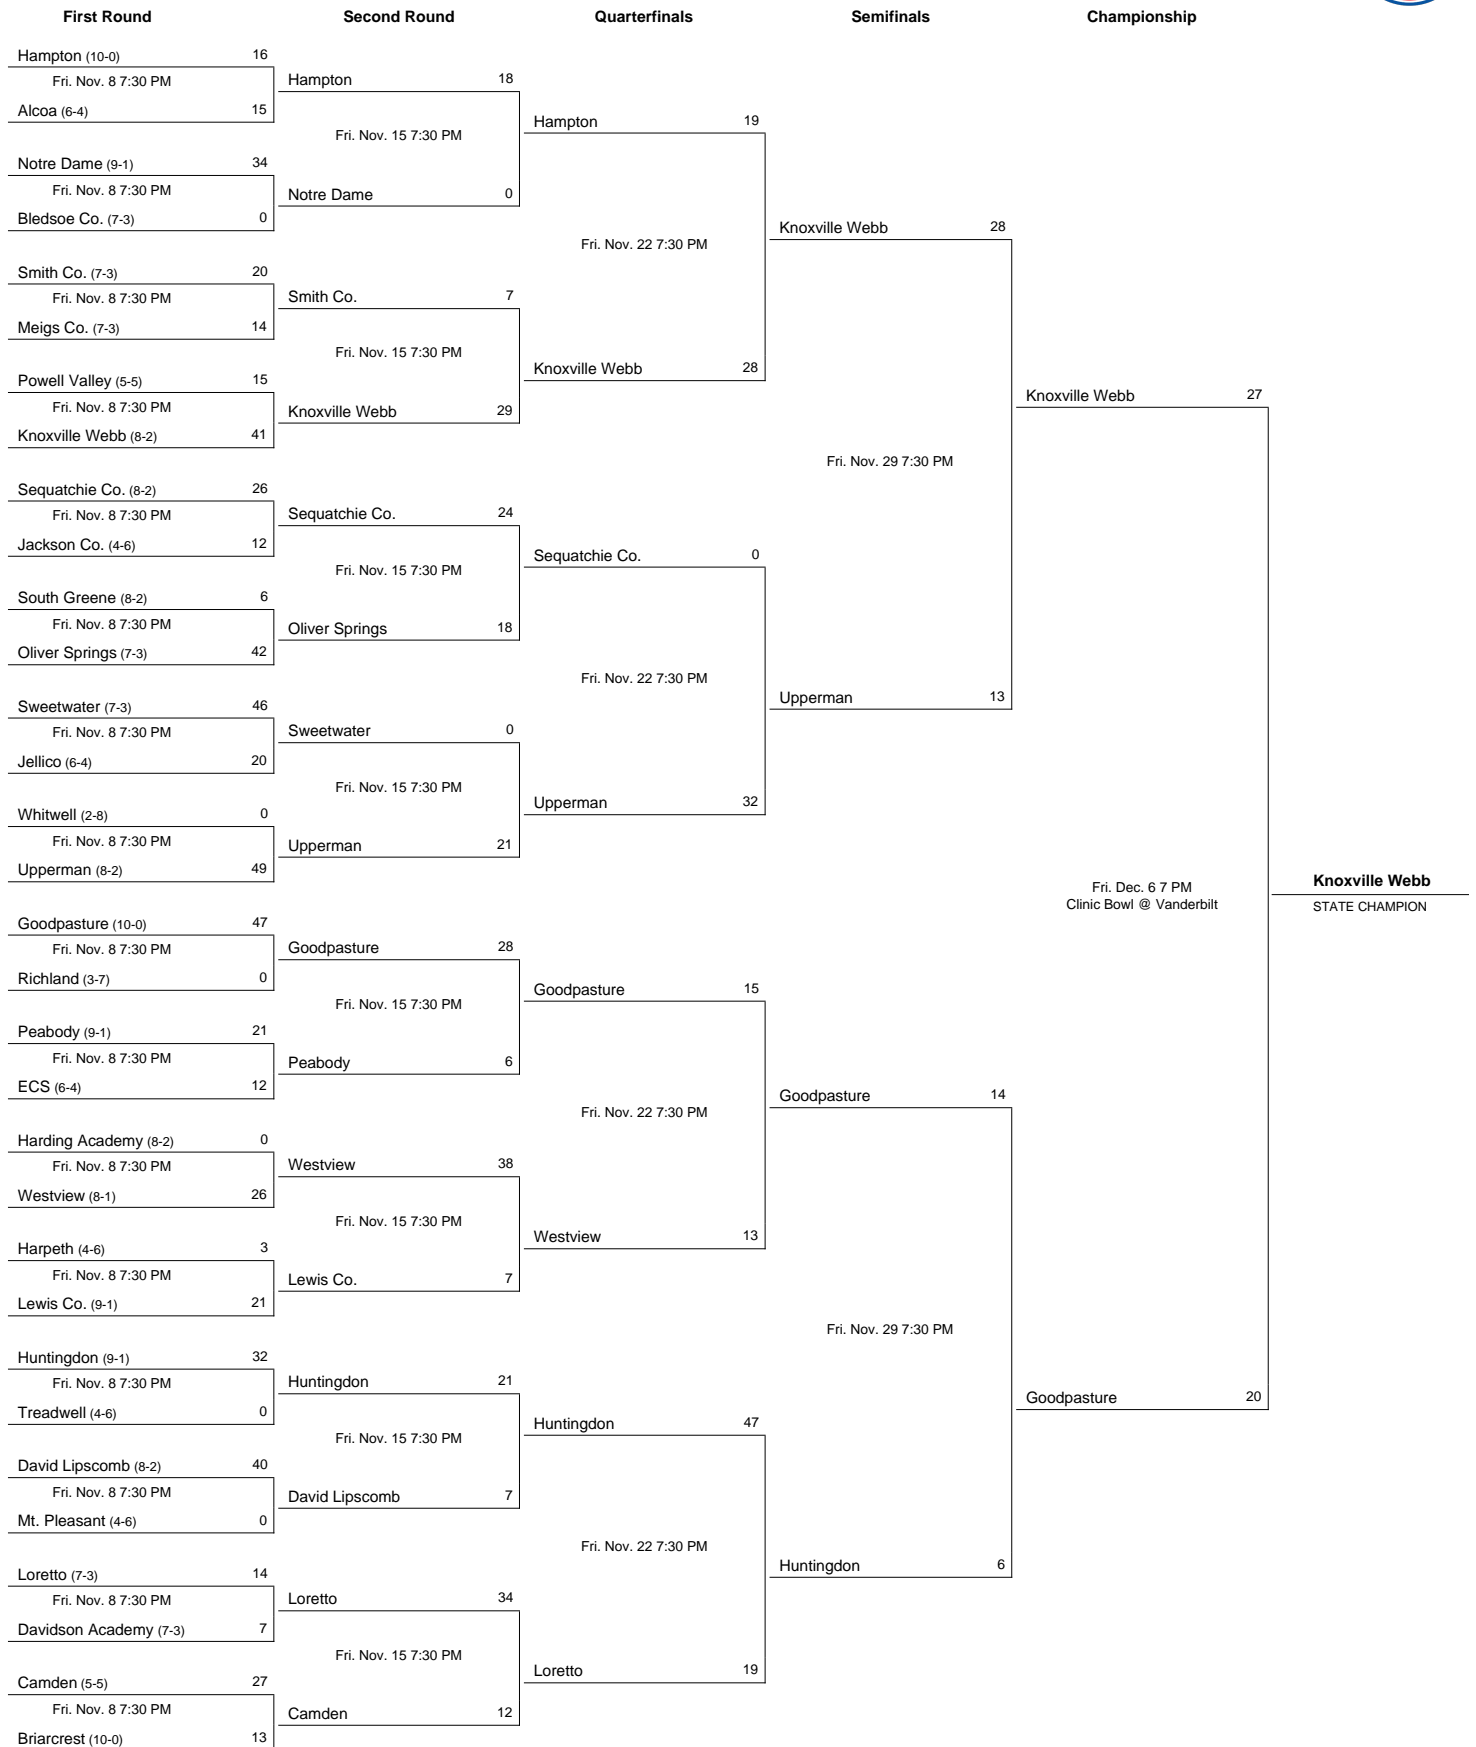 First Round
Second Round
Quarterfinals
Semifinals
Championship
Hampton (10-0) 16
Fri. Nov. 8 7:30 PM
Alcoa (6-4) 15
Notre Dame (9-1) 34
Fri. Nov. 8 7:30 PM
Bledsoe Co. (7-3) 0
Smith Co. (7-3) 20
Fri. Nov. 8 7:30 PM
Meigs Co. (7-3) 14
Powell Valley (5-5) 15
Fri. Nov. 8 7:30 PM
Knoxville Webb (8-2) 41
Sequatchie Co. (8-2) 26
Fri. Nov. 8 7:30 PM
Jackson Co. (4-6) 12
South Greene (8-2) 6
Fri. Nov. 8 7:30 PM
Oliver Springs (7-3) 42
Sweetwater (7-3) 46
Fri. Nov. 8 7:30 PM
Jellico (6-4) 20
Whitwell (2-8) 0
Fri. Nov. 8 7:30 PM
Upperman (8-2) 49
Goodpasture (10-0) 47
Fri. Nov. 8 7:30 PM
Richland (3-7) 0
Peabody (9-1) 21
Fri. Nov. 8 7:30 PM
ECS (6-4) 12
Harding Academy (8-2) 0
Fri. Nov. 8 7:30 PM
Westview (8-1) 26
Harpeth (4-6) 3
Fri. Nov. 8 7:30 PM
Lewis Co. (9-1) 21
Huntingdon (9-1) 32
Fri. Nov. 8 7:30 PM
Treadwell (4-6) 0
David Lipscomb (8-2) 40
Fri. Nov. 8 7:30 PM
Mt. Pleasant (4-6) 0
Loretto (7-3) 14
Fri. Nov. 8 7:30 PM
Davidson Academy (7-3) 7
Camden (5-5) 27
Fri. Nov. 8 7:30 PM
Briarcrest (10-0) 13
Hampton 18
Fri. Nov. 15 7:30 PM
Notre Dame 0
Smith Co. 7
Fri. Nov. 15 7:30 PM
Knoxville Webb 29
Sequatchie Co. 24
Fri. Nov. 15 7:30 PM
Oliver Springs 18
Sweetwater 0
Fri. Nov. 15 7:30 PM
Upperman 21
Goodpasture 28
Fri. Nov. 15 7:30 PM
Peabody 6
Westview 38
Fri. Nov. 15 7:30 PM
Lewis Co. 7
Huntingdon 21
Fri. Nov. 15 7:30 PM
David Lipscomb 7
Loretto 34
Fri. Nov. 15 7:30 PM
Camden 12
Hampton 19
Fri. Nov. 22 7:30 PM
Knoxville Webb 28
Sequatchie Co. 0
Fri. Nov. 22 7:30 PM
Upperman 32
Goodpasture 15
Fri. Nov. 22 7:30 PM
Westview 13
Huntingdon 47
Fri. Nov. 22 7:30 PM
Loretto 19
Knoxville Webb 28
Fri. Nov. 29 7:30 PM
Upperman 13
Goodpasture 14
Fri. Nov. 29 7:30 PM
Huntingdon 6
Knoxville Webb 27
Fri. Dec. 6 7 PM
Clinic Bowl @ Vanderbilt
Goodpasture 20
Knoxville Webb
STATE CHAMPION